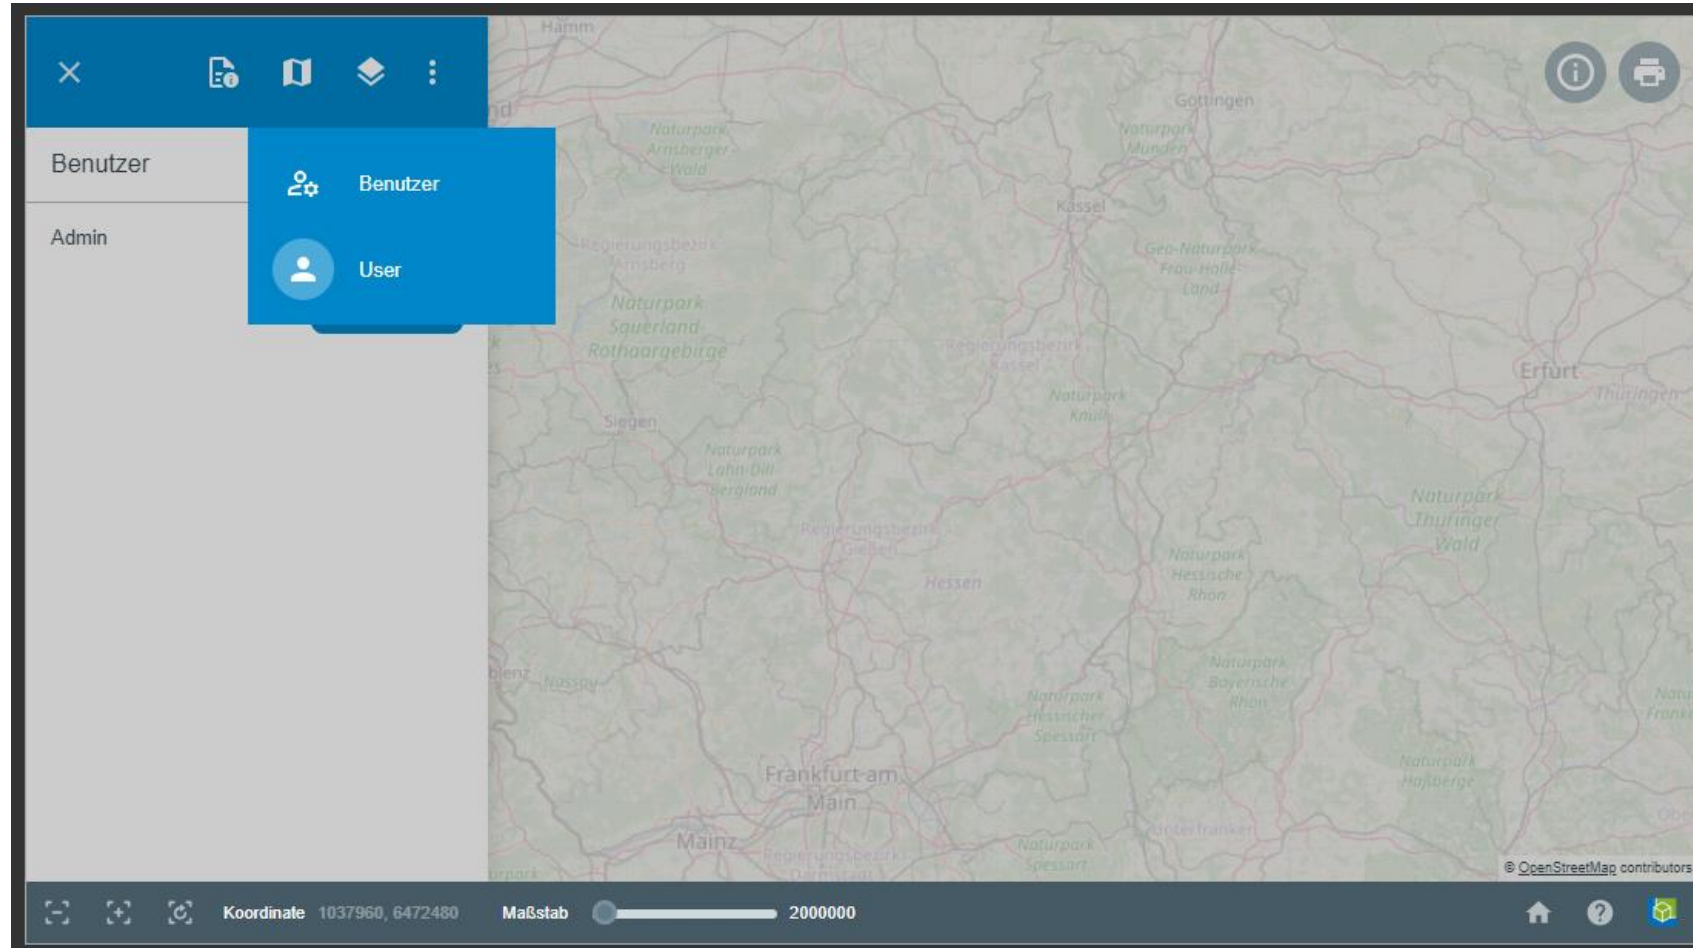 Hamm
Göttingen
Naturpark
Arnsberger-
Wald
Naturpark
Munden
Benutzer
Benutzer
Kassel
Admin
Regierungsbezirk
Arnsberg
Geo-Naturpark
Frau-Holle-
Land
User
Naturpark
Sauerland-
Rothaargebirge
Regierungsbezirk
Kassel
Erfurt
Thüringen
Naturpark
Knüll
Siegen
Naturpark
Lahn-Dill
Bergland
Naturpark
Thüringer
Wald
Regierungsbezirk
Gießen
Naturpark
Hessische
Rhön
Hessen
Nassau
Naturpark
Bayerische
Rhön
Naturpark
Hessischer
Spessart
Naturpark
Haßberge
Frankfurt am
Main
Mainz
Unterfranken
Regierungsbezirk
Darmstadt
Naturpark
Spessart
© OpenStreetMap contributors
Koordinate 1037960, 6472480 Maßstab 2000000